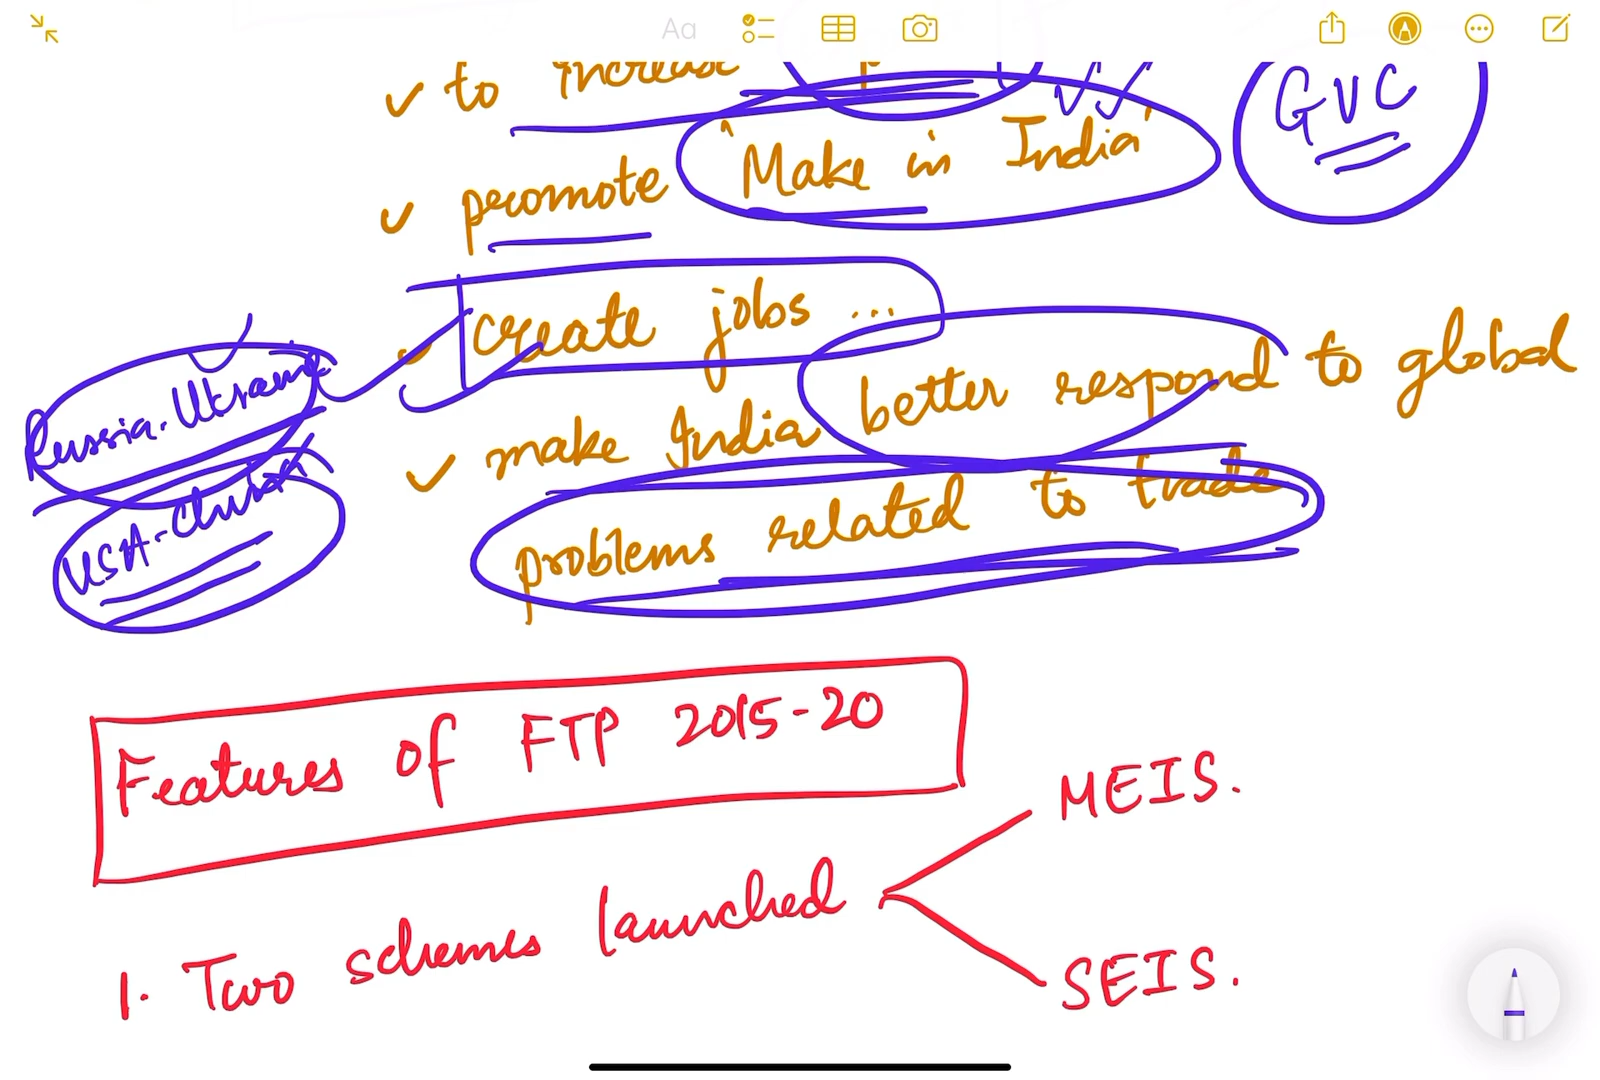 Aa
✓ to increase
GVC
✓ promote 'Make in India'
✓ create jobs ...
Russia-Ukraine
✓ make India better respond to global
USA-China
problems related to trade
Features of FTP 2015-20
MEIS.
1. Two schemes launched
SEIS.